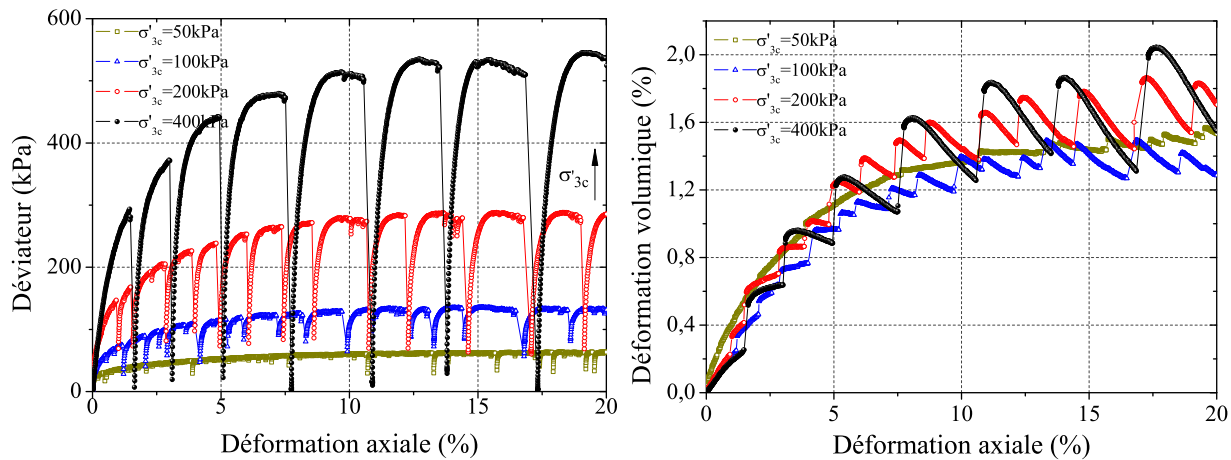 σ'3c=50kPa
σ'3c=100kPa
σ'3c=200kPa
σ'3c=400kPa
σ'3c
Déviateur (kPa)
600
400
200
0
0 5 10 15 20
Déformation axiale (%)
σ'3c=50kPa
σ'3c=100kPa
σ'3c=200kPa
σ'3c=400kPa
Déformation volumique (%)
2,0
1,6
1,2
0,8
0,4
0,0
0 5 10 15 20
Déformation axiale (%)